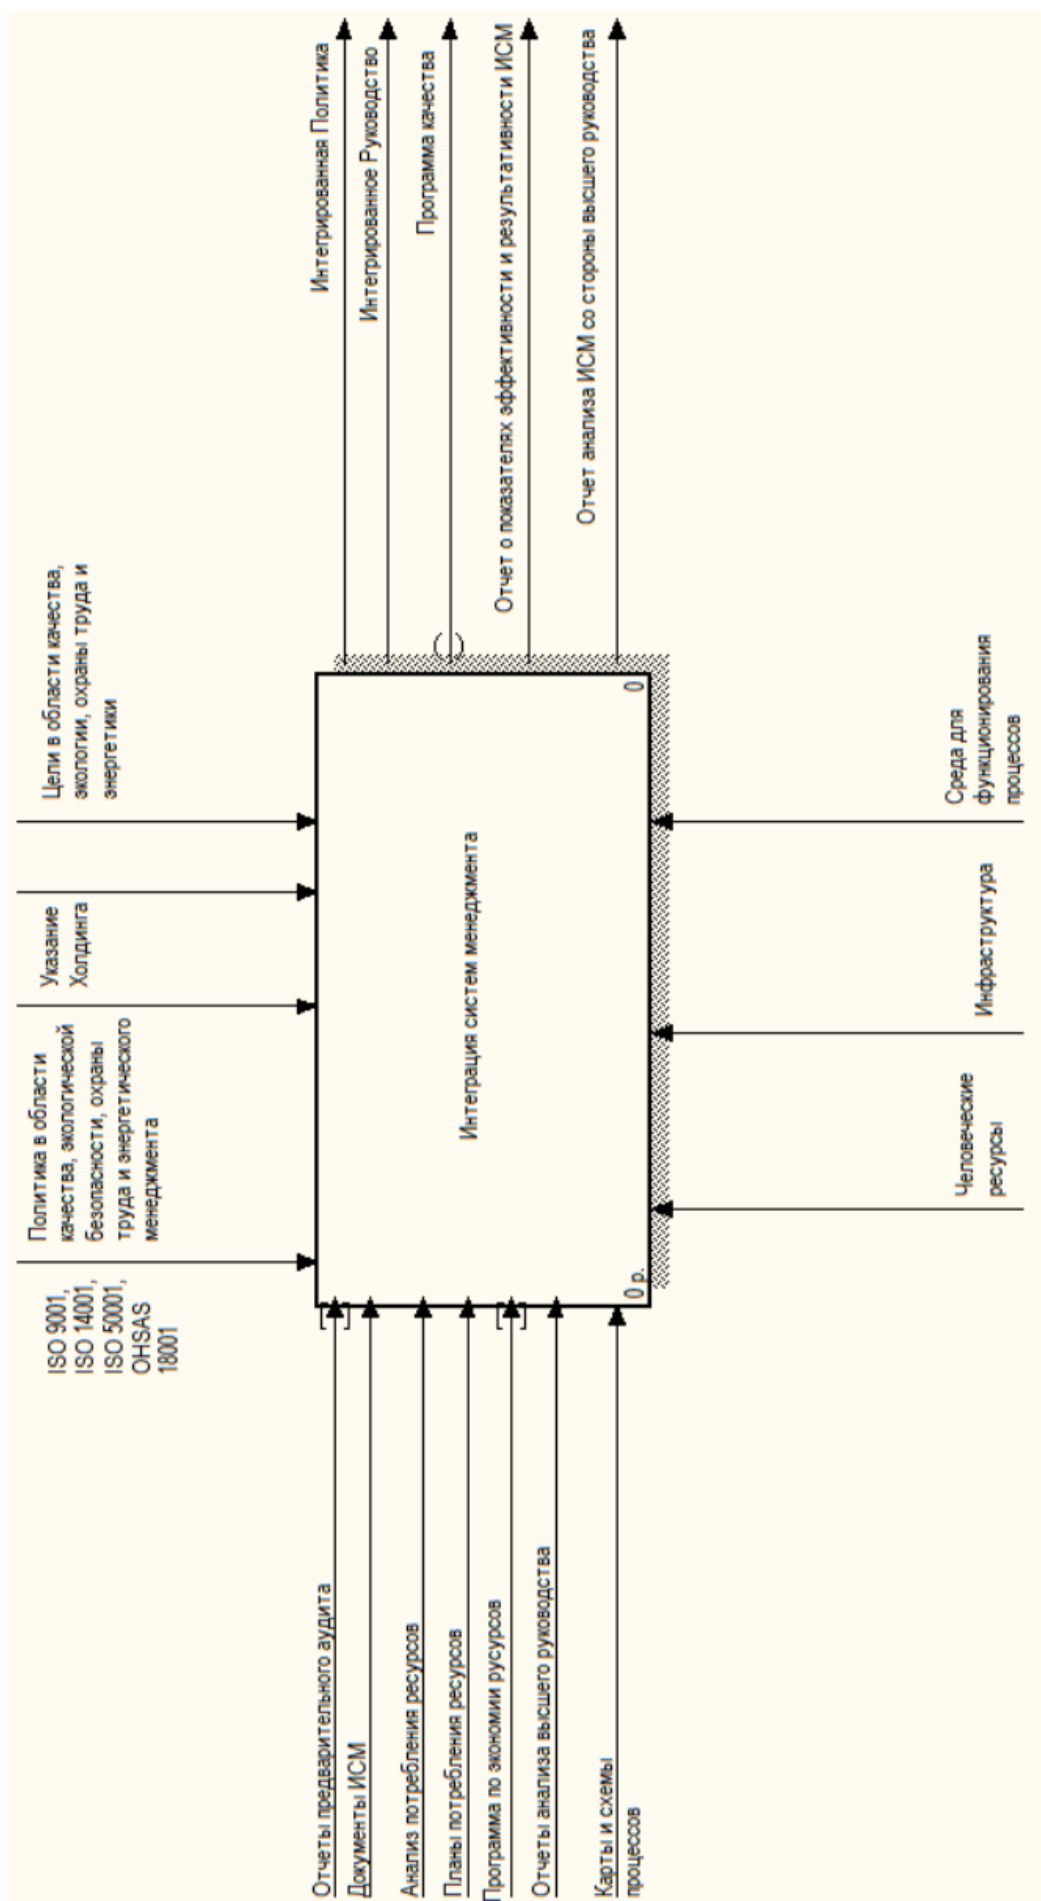 ISO 9001,
ISO 14001,
ISO 50001,
OHSAS
18001
Политика в области
качества, экологической
безопасности, охраны
труда и энергетического
менеджмента
Указание
Холдинга
Цели в области качества,
экологии, охраны труда и
энергетики
Отчеты предварительного аудита
Документы ИСМ
Анализ потребления ресурсов
Планы потребления ресурсов
Программа по экономии русурсов
Отчеты анализа высшего руководства
Карты и схемы
процессов
Интеграция систем менеджмента
0 р.
0
Интегрированная Политика
Интегрированное Руководство
Программа качества
Отчет о показателях эффективности и результативности ИСМ
Отчет анализа ИСМ со стороны высшего руководства
Человеческие
ресурсы
Инфраструктура
Среда для
функционирования
процессов